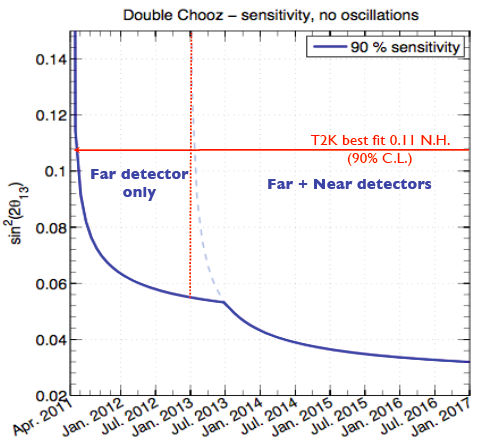 Double Chooz – sensitivity, no oscillations
90 % sensitivity
T2K best fit 0.11 N.H.
(90% C.L.)
Far detector
only
Far + Near detectors
sin²(2θ₁₃)
0.14
0.12
0.1
0.08
0.06
0.04
0.02
Apr. 2011
Jan. 2012
Jul. 2012
Jan. 2013
Jul. 2013
Jan. 2014
Jul. 2014
Jan. 2015
Jul. 2015
Jan. 2016
Jul. 2016
Jan. 2017